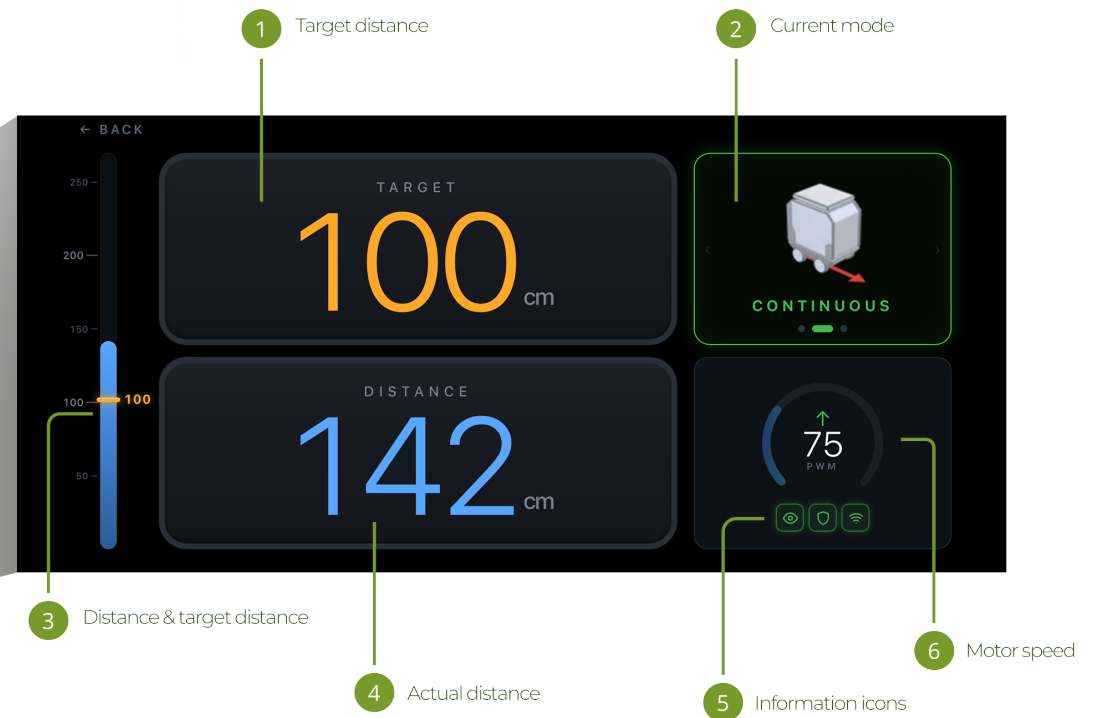 1 Target distance
2 Current mode
← BACK
250
200
150
100
50
100
TARGET
100 cm
CONTINUOUS
DISTANCE
142 cm
↑
75
PWM
3 Distance & target distance
4 Actual distance
5 Information icons
6 Motor speed